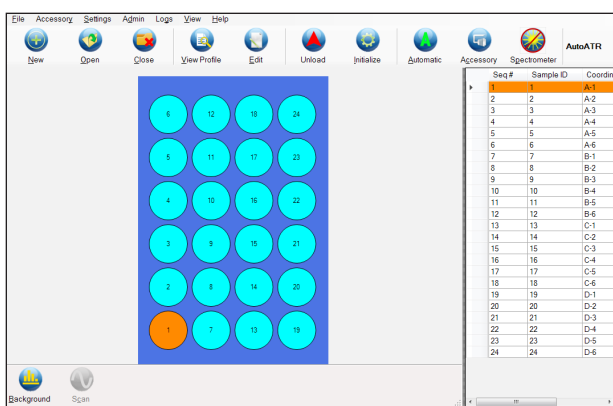 File Accessory Settings Admin Logs View Help
New Open Close View Profile Edit Unload Initialize Automatic Accessory Spectrometer AutoATR
6 12 18 24
5 11 17 23
4 10 16 22
3 9 15 21
2 8 14 20
1 7 13 19
Background Scan
Seq # Sample ID Coordin
1 1 A-1
2 2 A-2
3 3 A-3
4 4 A-4
5 5 A-5
6 6 A-6
7 7 B-1
8 8 B-2
9 9 B-3
10 10 B-4
11 11 B-5
12 12 B-6
13 13 C-1
14 14 C-2
15 15 C-3
16 16 C-4
17 17 C-5
18 18 C-6
19 19 D-1
20 20 D-2
21 21 D-3
22 22 D-4
23 23 D-5
24 24 D-6